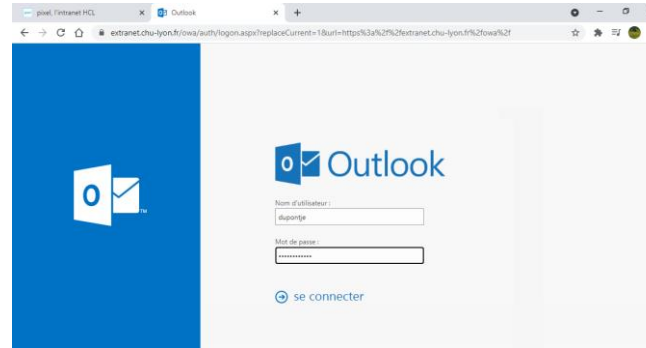 pixel, l'intranet HCL
Outlook
extranet.chu-lyon.fr/owa/auth/logon.aspx?replaceCurrent=1&url=https%3a%2f%2fextranet.chu-lyon.fr%2fowa%2f
Outlook
Nom d'utilisateur :
dupontje
Mot de passe :
••••••••••••
se connecter